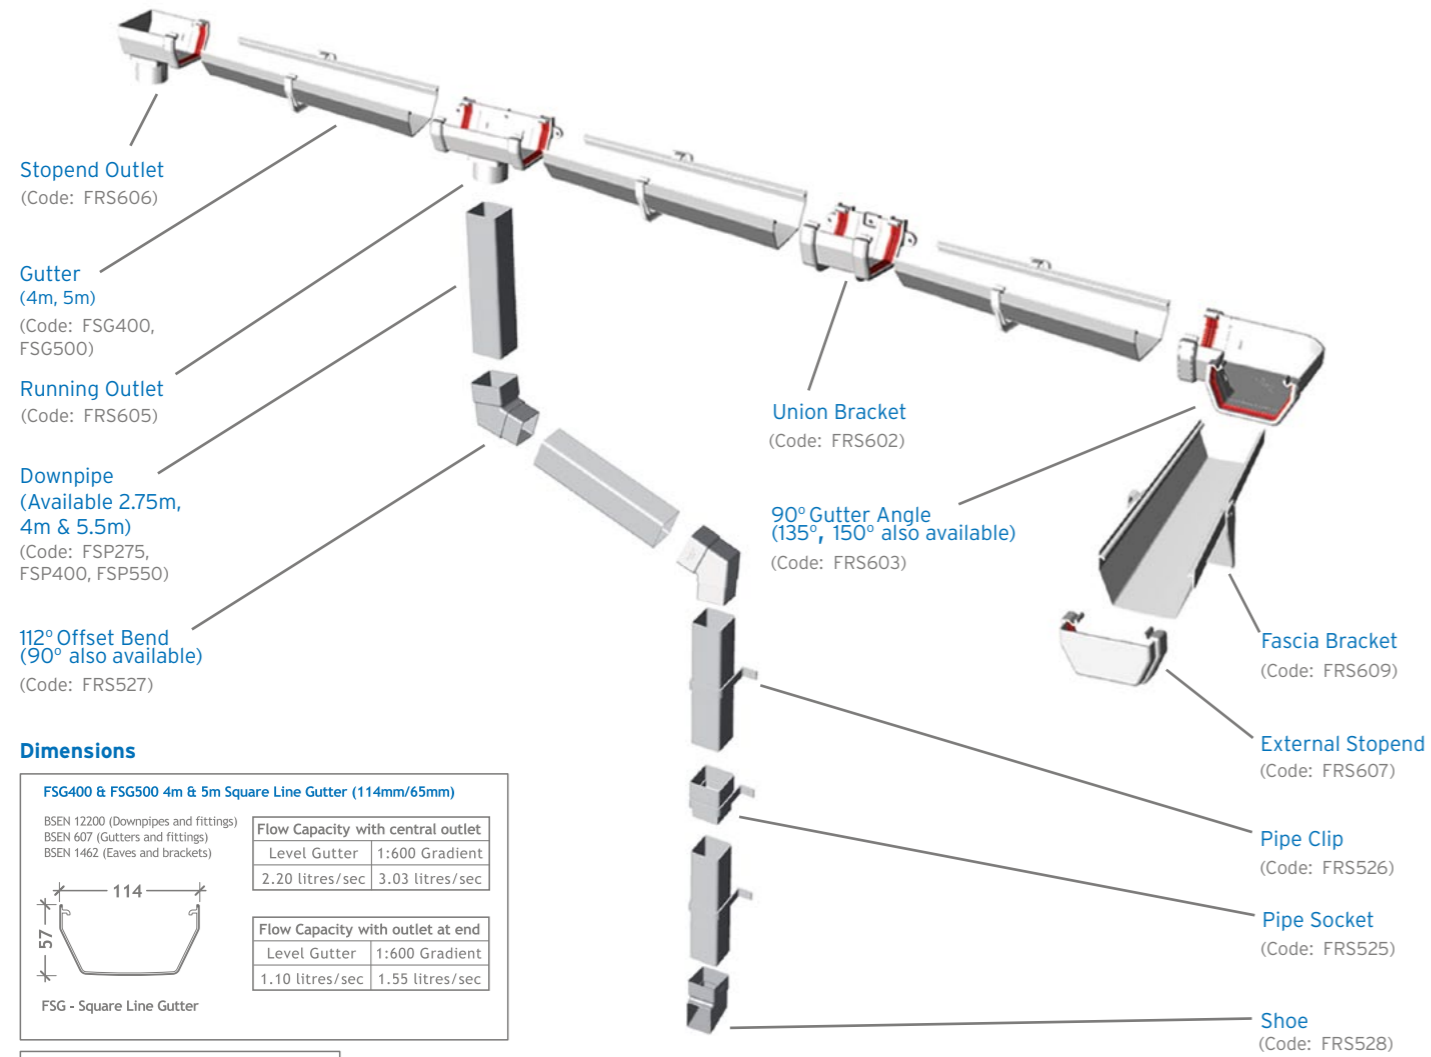 Stopend Outlet
(Code: FRS606)
Gutter
(4m, 5m)
(Code: FSG400,
FSG500)
Running Outlet
(Code: FRS605)
Downpipe
(Available 2.75m,
4m & 5.5m)
(Code: FSP275,
FSP400, FSP550)
112º Offset Bend
(90º also available)
(Code: FRS527)
Union Bracket
(Code: FRS602)
90º Gutter Angle
(135º, 150º also available)
(Code: FRS603)
Fascia Bracket
(Code: FRS609)
External Stopend
(Code: FRS607)
Pipe Clip
(Code: FRS526)
Pipe Socket
(Code: FRS525)
Shoe
(Code: FRS528)
Dimensions
FSG400 & FSG500 4m & 5m Square Line Gutter (114mm/65mm)
BSEN 12200 (Downpipes and fittings)
BSEN 607 (Gutters and fittings)
BSEN 1462 (Eaves and brackets)
114
57
FSG - Square Line Gutter
Flow Capacity with central outlet
Level Gutter 1:600 Gradient
2.20 litres/sec 3.03 litres/sec
Flow Capacity with outlet at end
Level Gutter 1:600 Gradient
1.10 litres/sec 1.55 litres/sec